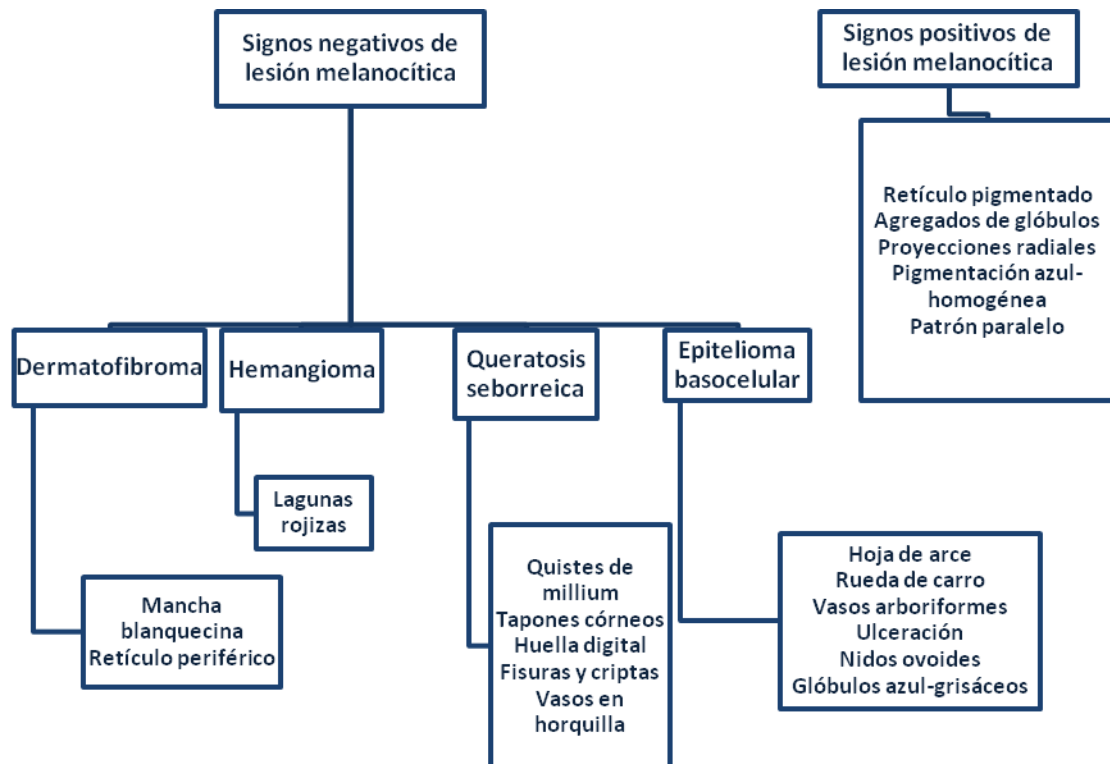 Signos negativos de
lesión melanocítica
Signos positivos de
lesión melanocítica
Retículo pigmentado
Agregados de glóbulos
Proyecciones radiales
Pigmentación azul-
homogénea
Patrón paralelo
Dermatofibroma
Hemangioma
Queratosis
seborreica
Epitelioma
basocelular
Mancha
blanquecina
Retículo periférico
Lagunas
rojizas
Quistes de
millium
Tapones córneos
Huella digital
Fisuras y criptas
Vasos en
horquilla
Hoja de arce
Rueda de carro
Vasos arboriformes
Ulceración
Nidos ovoides
Glóbulos azul-grisáceos